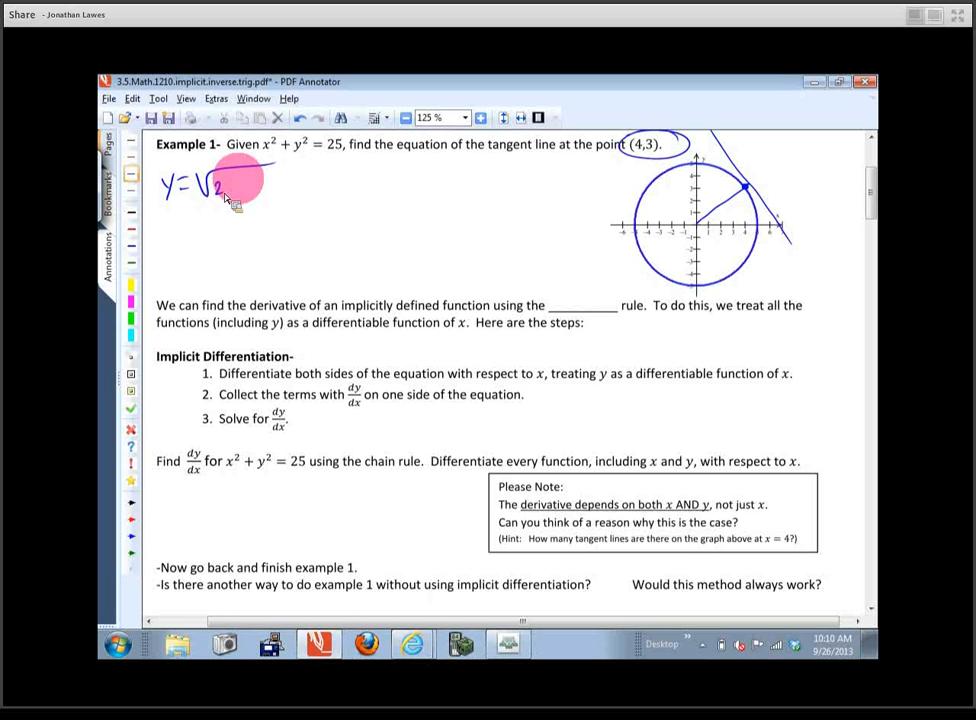 Share - Jonathan Lawes
3.5.Math.1210.implicit.inverse.trig.pdf* - PDF Annotator
File Edit Tool View Extras Window Help
125 %
Pages
Bookmarks
Annotations
Example 1- Given x² + y² = 25, find the equation of the tangent line at the point (4,3).
y=√2
We can find the derivative of an implicitly defined function using the __________ rule. To do this, we treat all the
functions (including y) as a differentiable function of x. Here are the steps:
Implicit Differentiation-
1. Differentiate both sides of the equation with respect to x, treating y as a differentiable function of x.
2. Collect the terms with dy/dx on one side of the equation.
3. Solve for dy/dx.
Find dy/dx for x² + y² = 25 using the chain rule. Differentiate every function, including x and y, with respect to x.
Please Note:
The derivative depends on both x AND y, not just x.
Can you think of a reason why this is the case?
(Hint: How many tangent lines are there on the graph above at x = 4?)
-Now go back and finish example 1.
-Is there another way to do example 1 without using implicit differentiation? Would this method always work?
Desktop
10:10 AM
9/26/2013